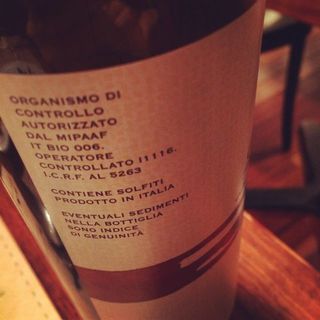 ORGANISMO DI
CONTROLLO
AUTORIZZATO
DAL MIPAAF
IT BIO 006.
OPERATORE
CONTROLLATO I1116.
I.C.R.F. AL 5263
CONTIENE SOLFITI
PRODOTTO IN ITALIA
EVENTUALI SEDIMENTI
NELLA BOTTIGLIA
SONO INDICE
DI GENUINITÀ